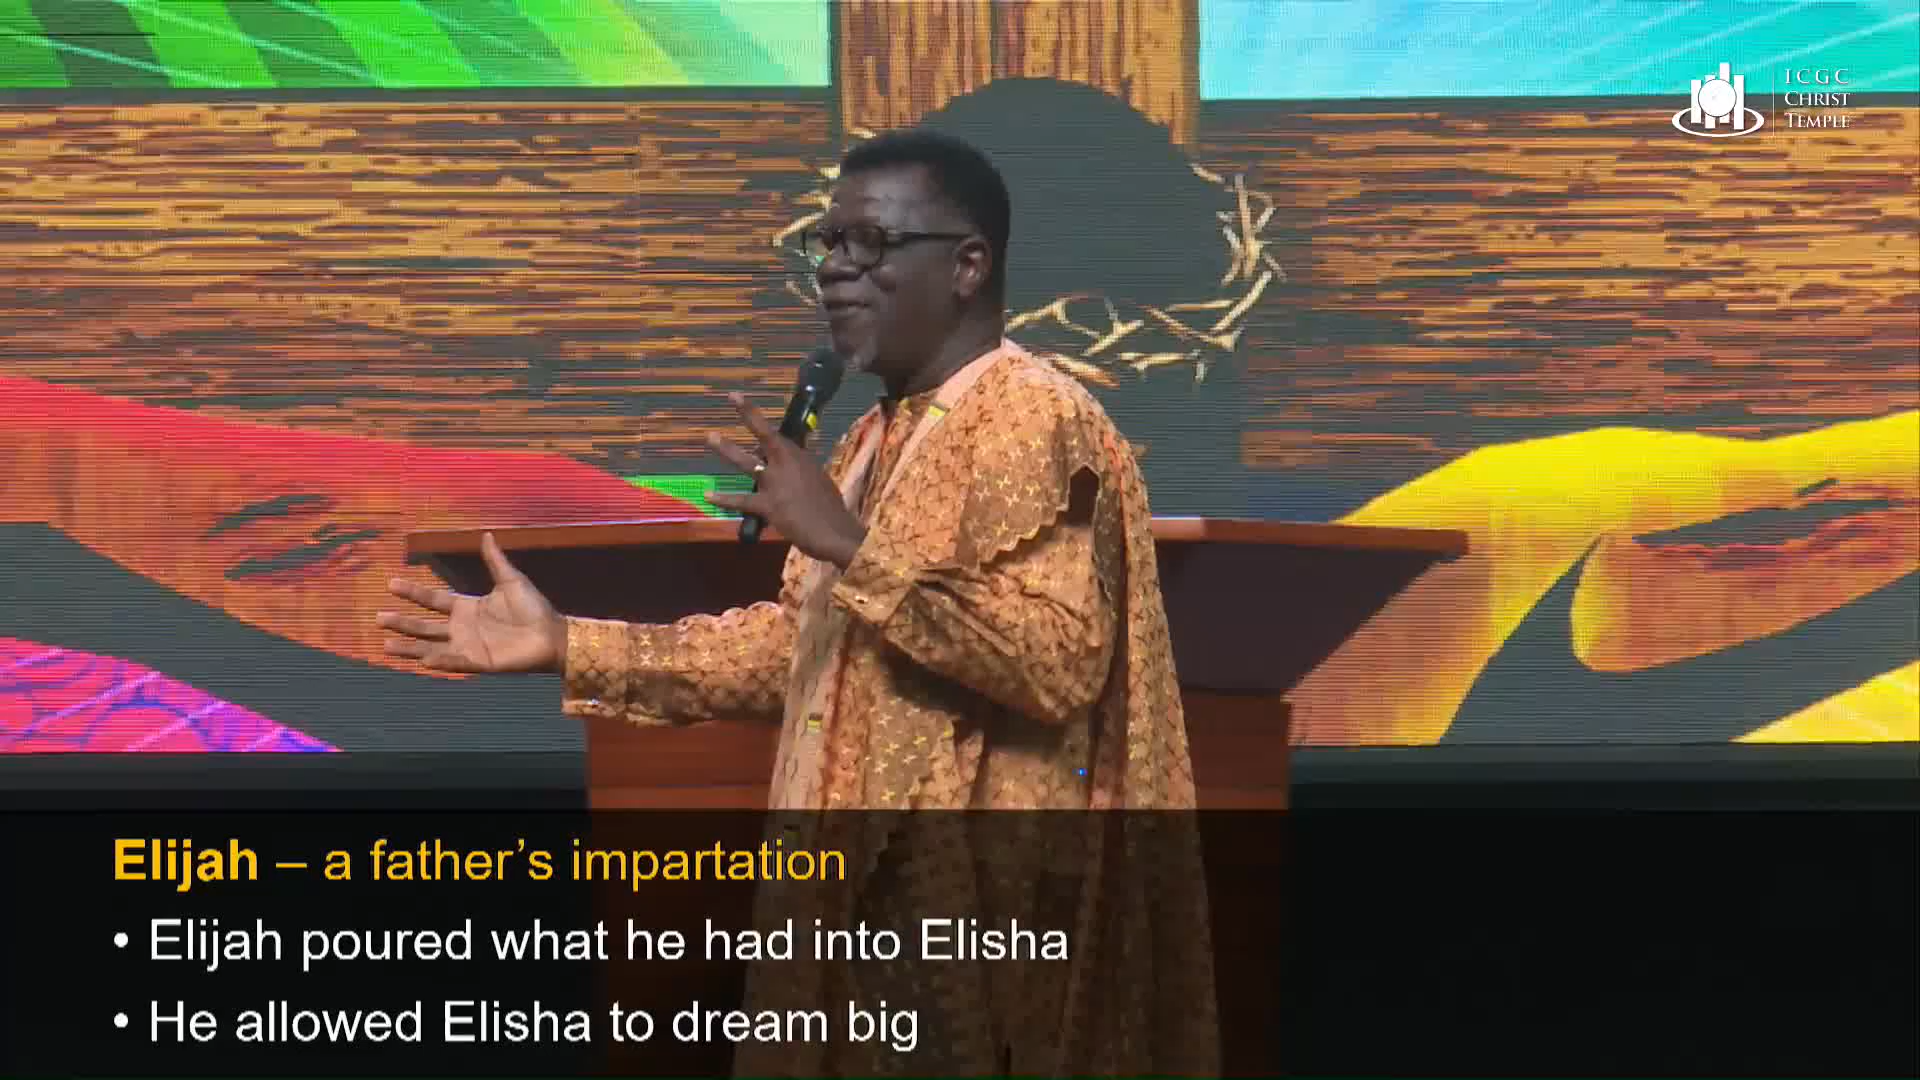 ICGC
CHRIST
TEMPLE
Elijah – a father’s impartation
• Elijah poured what he had into Elisha
• He allowed Elisha to dream big